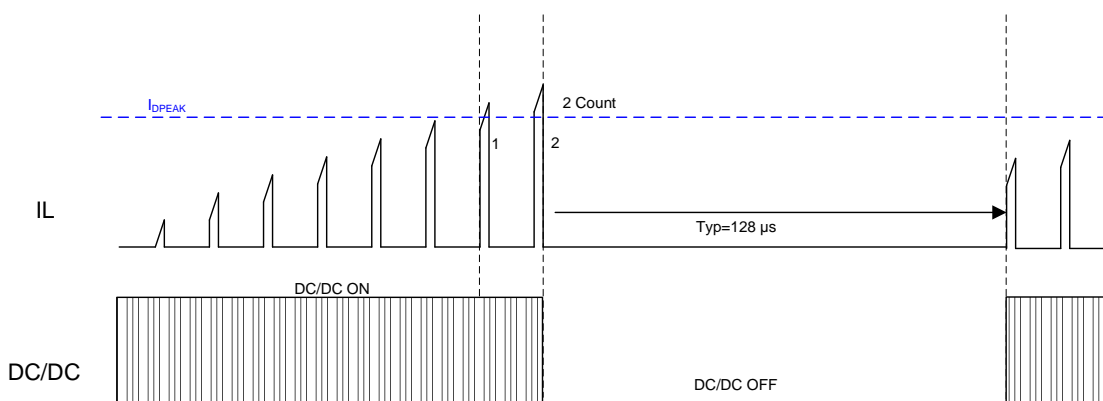 IDPEAK
2 Count
1
2
IL
Typ=128 µs
DC/DC ON
DC/DC
DC/DC OFF